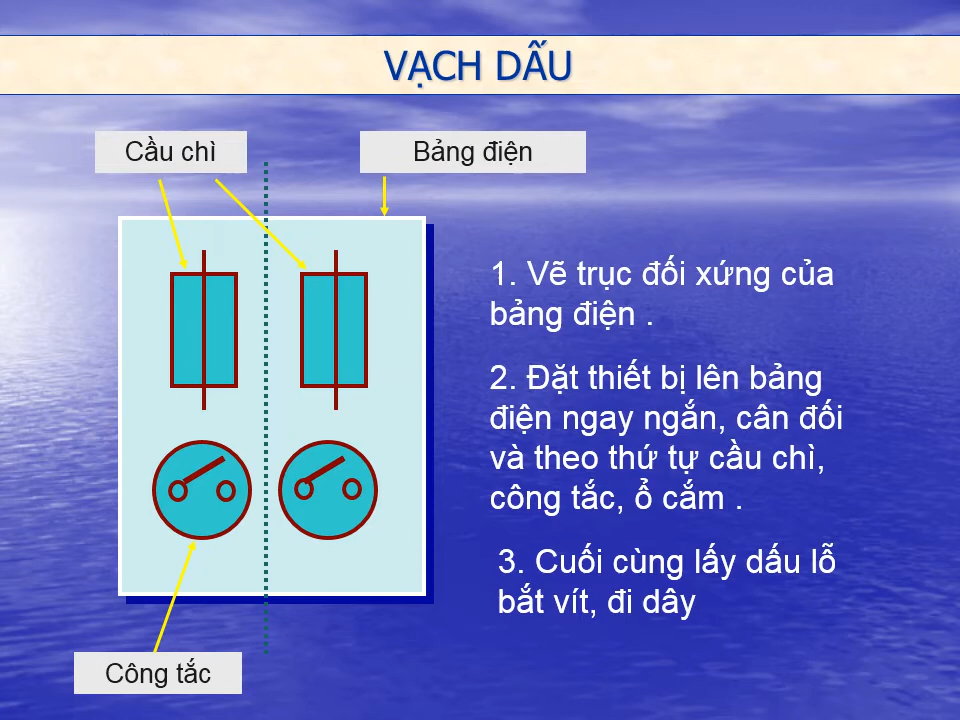 VẠCH DẤU
Cầu chì
Bảng điện
1. Vẽ trục đối xứng của
bảng điện .
2. Đặt thiết bị lên bảng
điện ngay ngắn, cân đối
và theo thứ tự cầu chì,
công tắc, ổ cắm .
3. Cuối cùng lấy dấu lỗ
bắt vít, đi dây
Công tắc